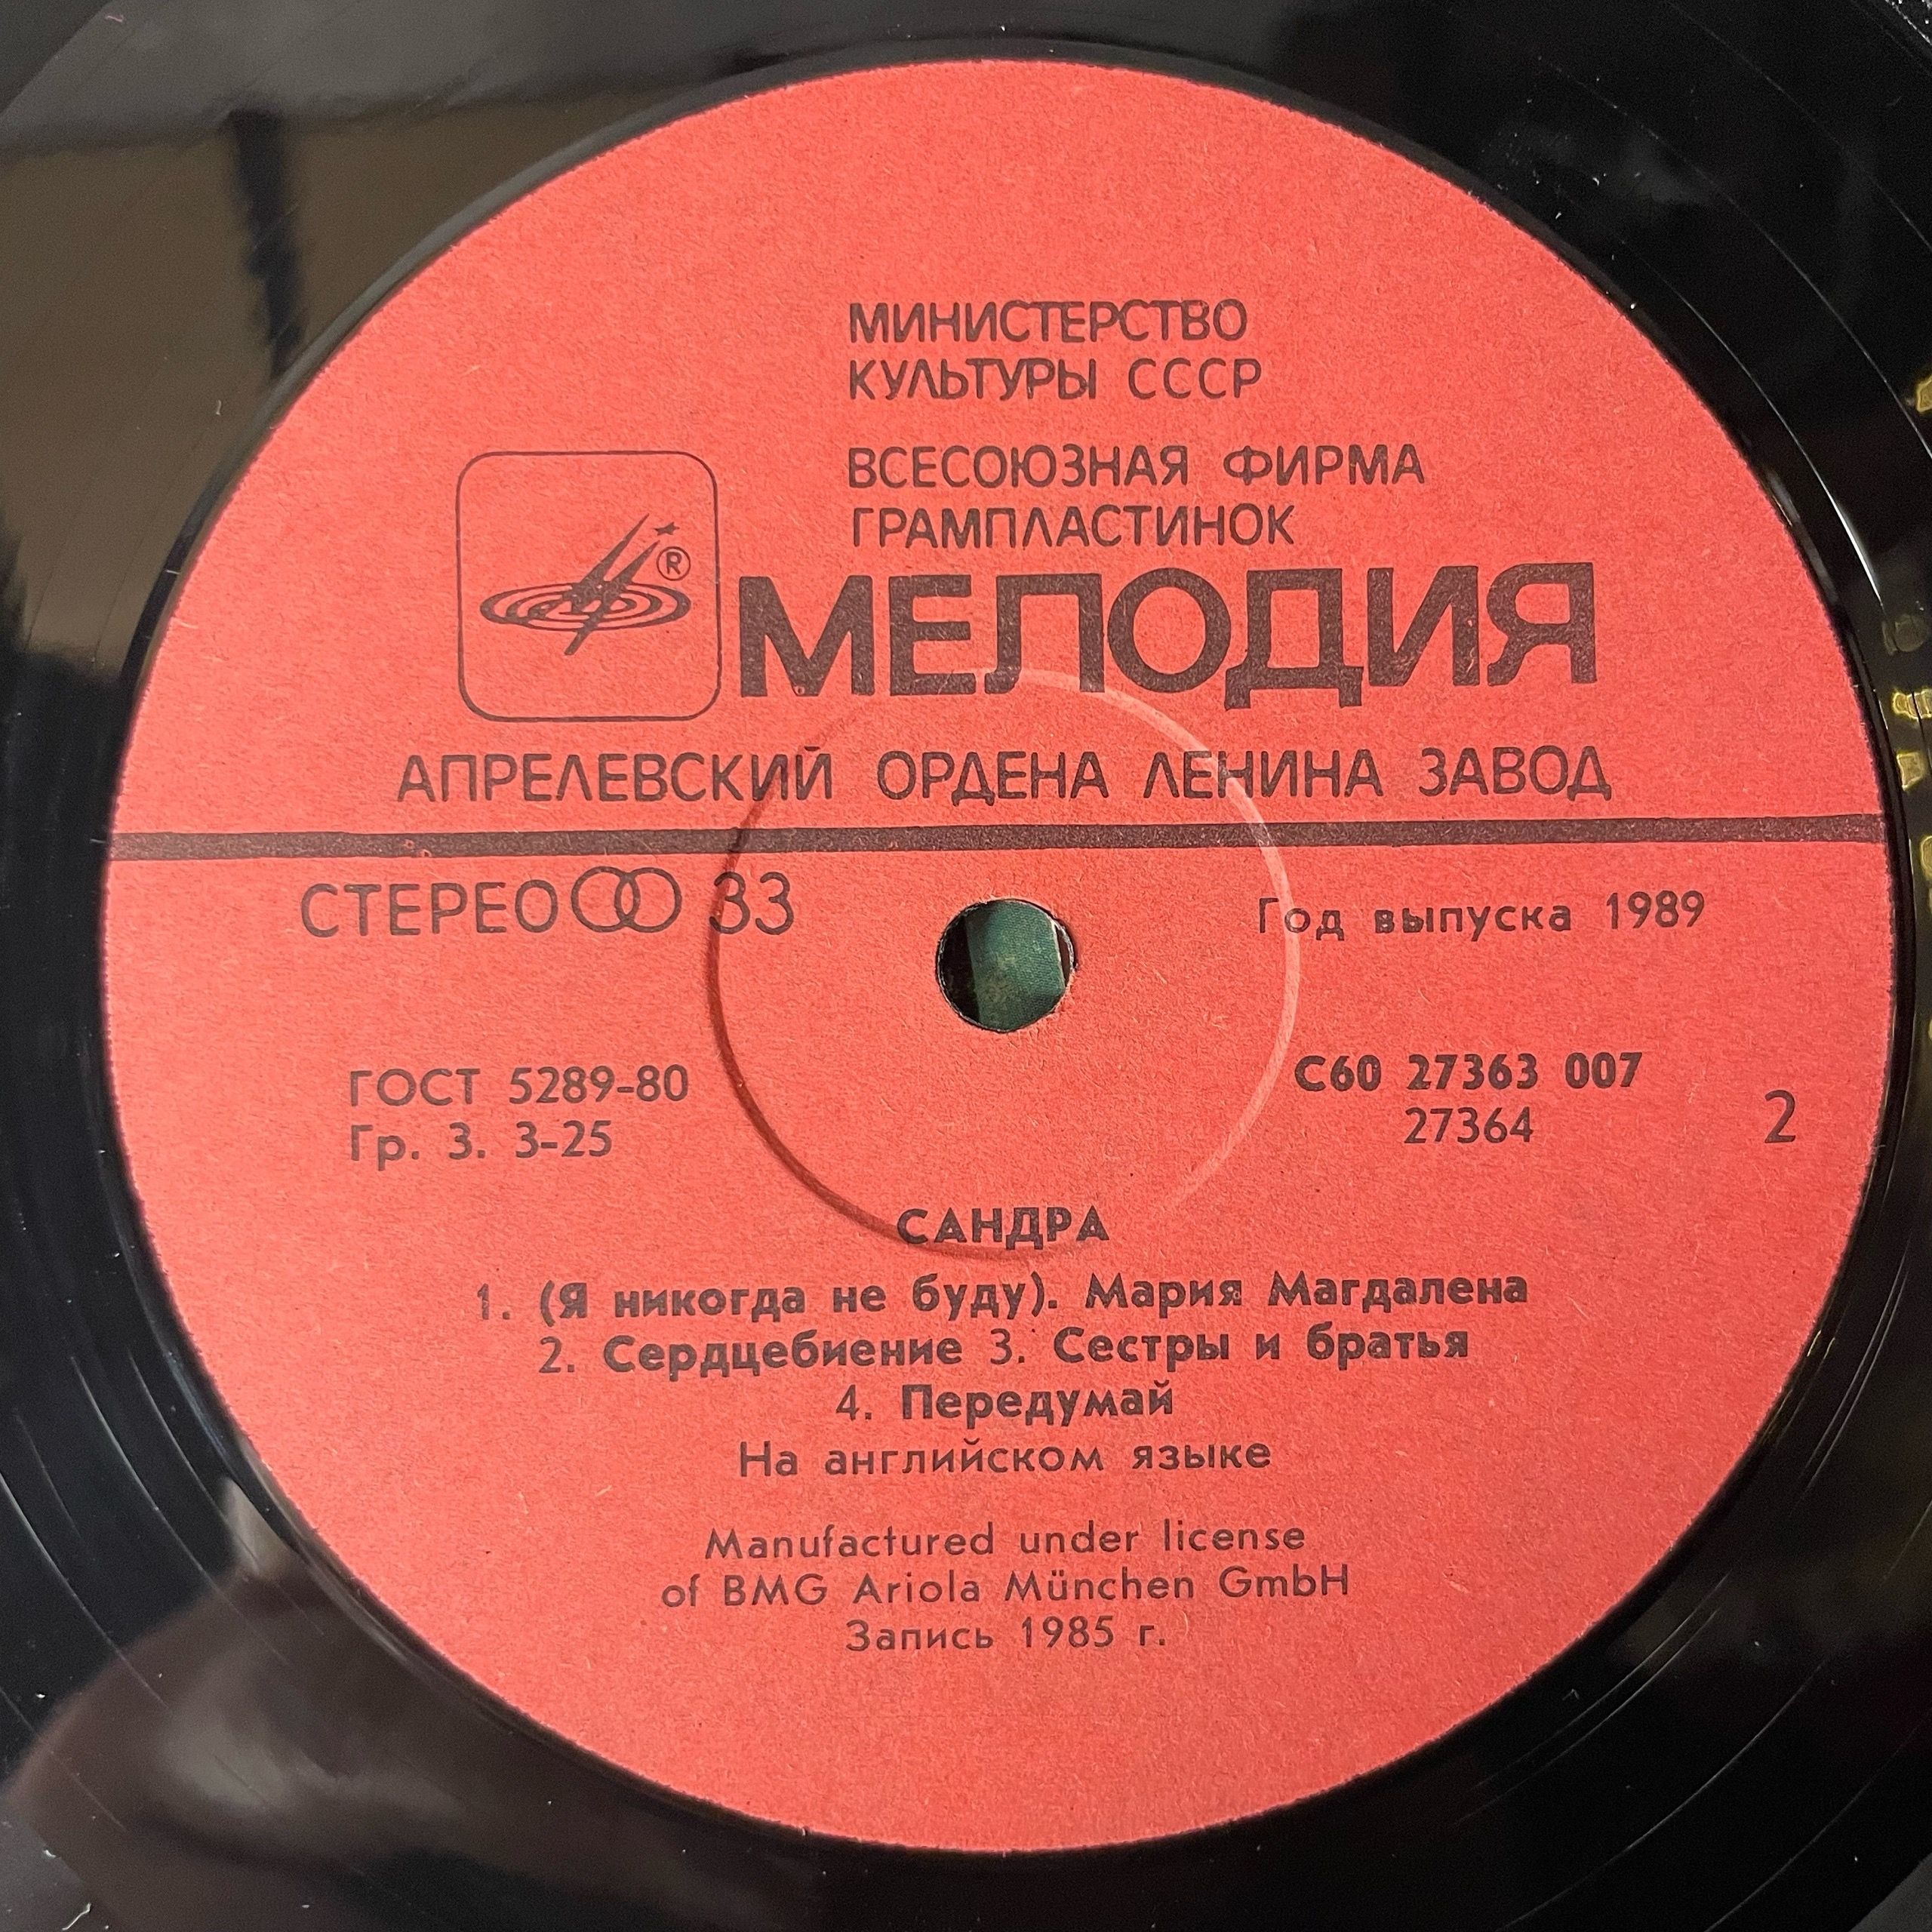 МИНИСТЕРСТВО
КУЛЬТУРЫ СССР
ВСЕСОЮЗНАЯ ФИРМА
ГРАМПЛАСТИНОК
®
МЕЛОДИЯ
АПРЕЛЕВСКИЙ ОРДЕНА ЛЕНИНА ЗАВОД
СТЕРЕО 33
Год выпуска 1989
ГОСТ 5289-80
Гр. 3. 3-25
С60 27363 007
27364
2
САНДРА
1. (Я никогда не буду). Мария Магдалена
2. Сердцебиение 3. Сестры и братья
4. Передумай
На английском языке
Manufactured under license
of BMG Ariola München GmbH
Запись 1985 г.